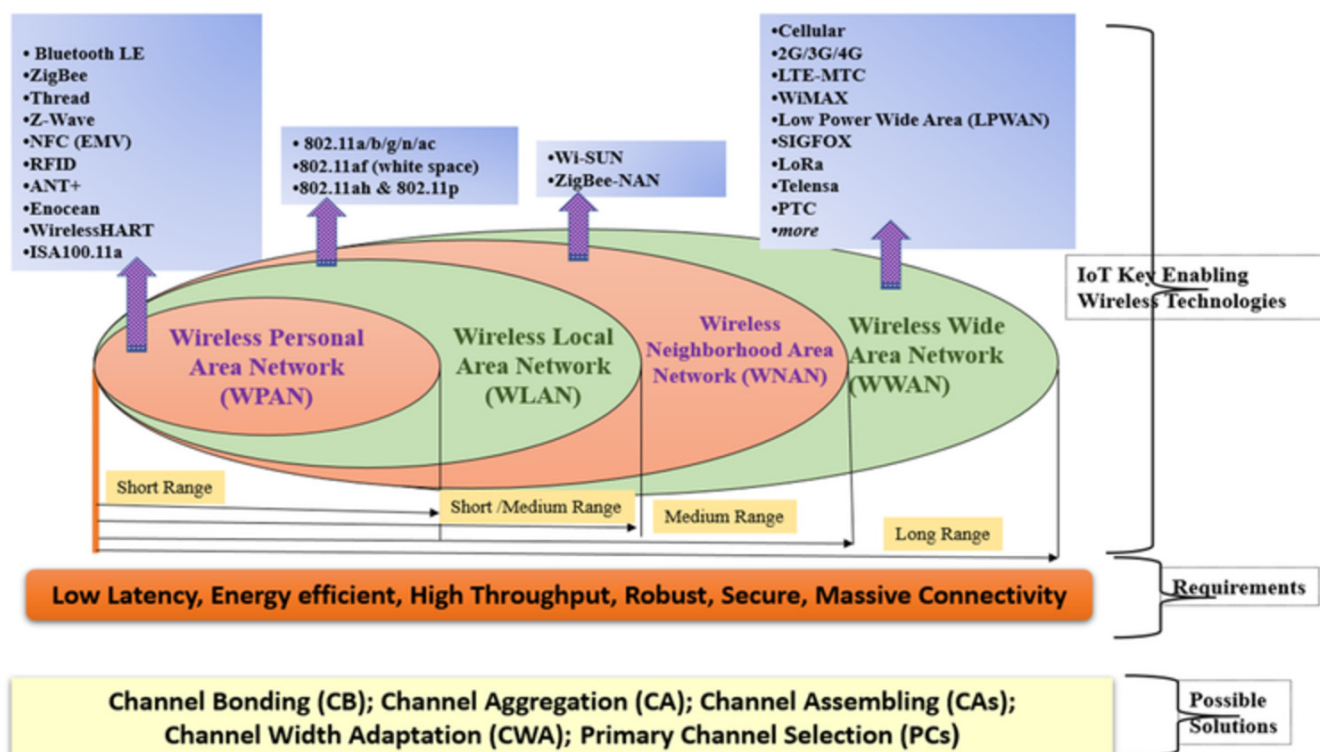 • Bluetooth LE
•ZigBee
•Thread
•Z-Wave
•NFC (EMV)
•RFID
•ANT+
•Enocean
•WirelessHART
•ISA100.11a
• 802.11a/b/g/n/ac
•802.11af (white space)
•802.11ah & 802.11p
•Wi-SUN
•ZigBee-NAN
•Cellular
•2G/3G/4G
•LTE-MTC
•WiMAX
•Low Power Wide Area (LPWAN)
•SIGFOX
•LoRa
•Telensa
•PTC
•more
IoT Key Enabling
Wireless Technologies
Wireless Personal
Area Network
(WPAN)
Wireless Local
Area Network
(WLAN)
Wireless
Neighborhood Area
Network (WNAN)
Wireless Wide
Area Network
(WWAN)
Short Range
Short /Medium Range
Medium Range
Long Range
Low Latency, Energy efficient, High Throughput, Robust, Secure, Massive Connectivity
Requirements
Channel Bonding (CB); Channel Aggregation (CA); Channel Assembling (CAs);
Channel Width Adaptation (CWA); Primary Channel Selection (PCs)
Possible
Solutions